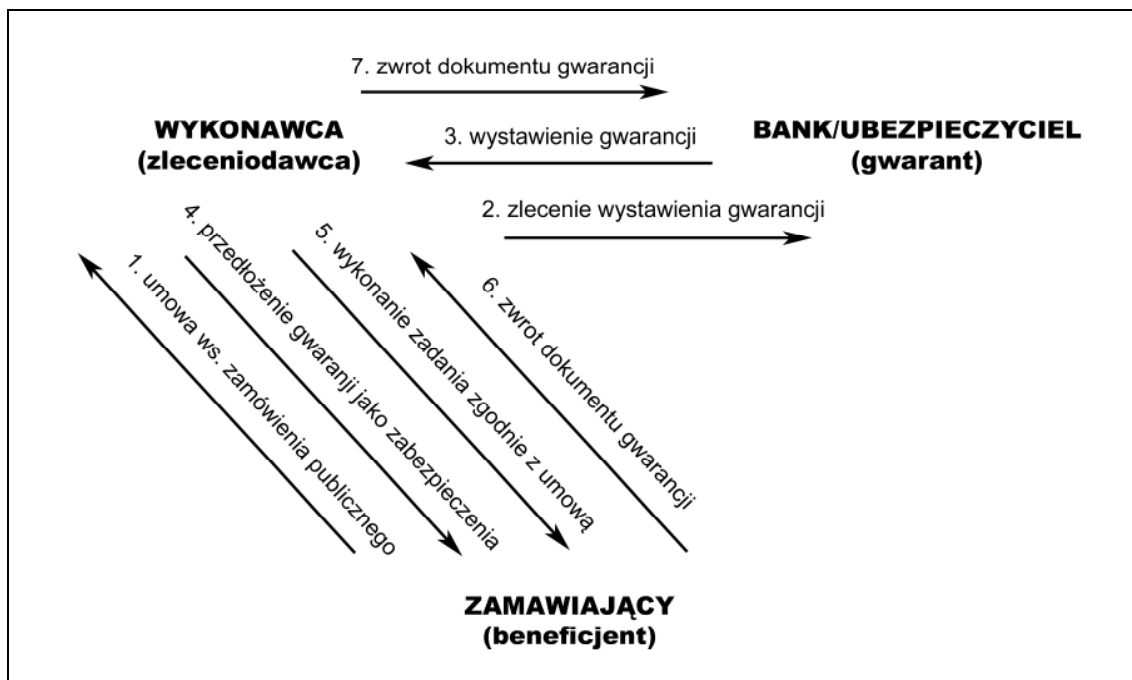 7. zwrot dokumentu gwarancji
WYKONAWCA
(zleceniodawca)
3. wystawienie gwarancji
BANK/UBEZPIECZYCIEL
(gwarant)
2. zlecenie wystawienia gwarancji
1. umowa ws. zamówienia publicznego
4. przedłożenie gwaranji jako zabezpieczenia
5. wykonanie zadania zgodnie z umową
6. zwrot dokumentu gwarancji
ZAMAWIAJĄCY
(beneficjent)